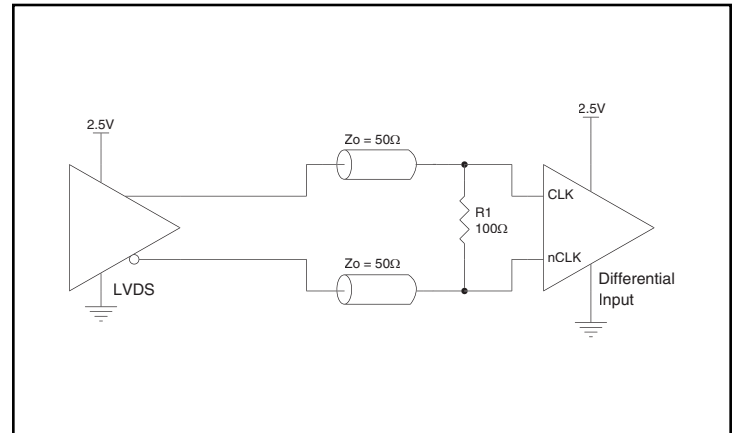 2.5V
2.5V
Zo = 50Ω
CLK
R1
100Ω
nCLK
Zo = 50Ω
LVDS
Differential
Input